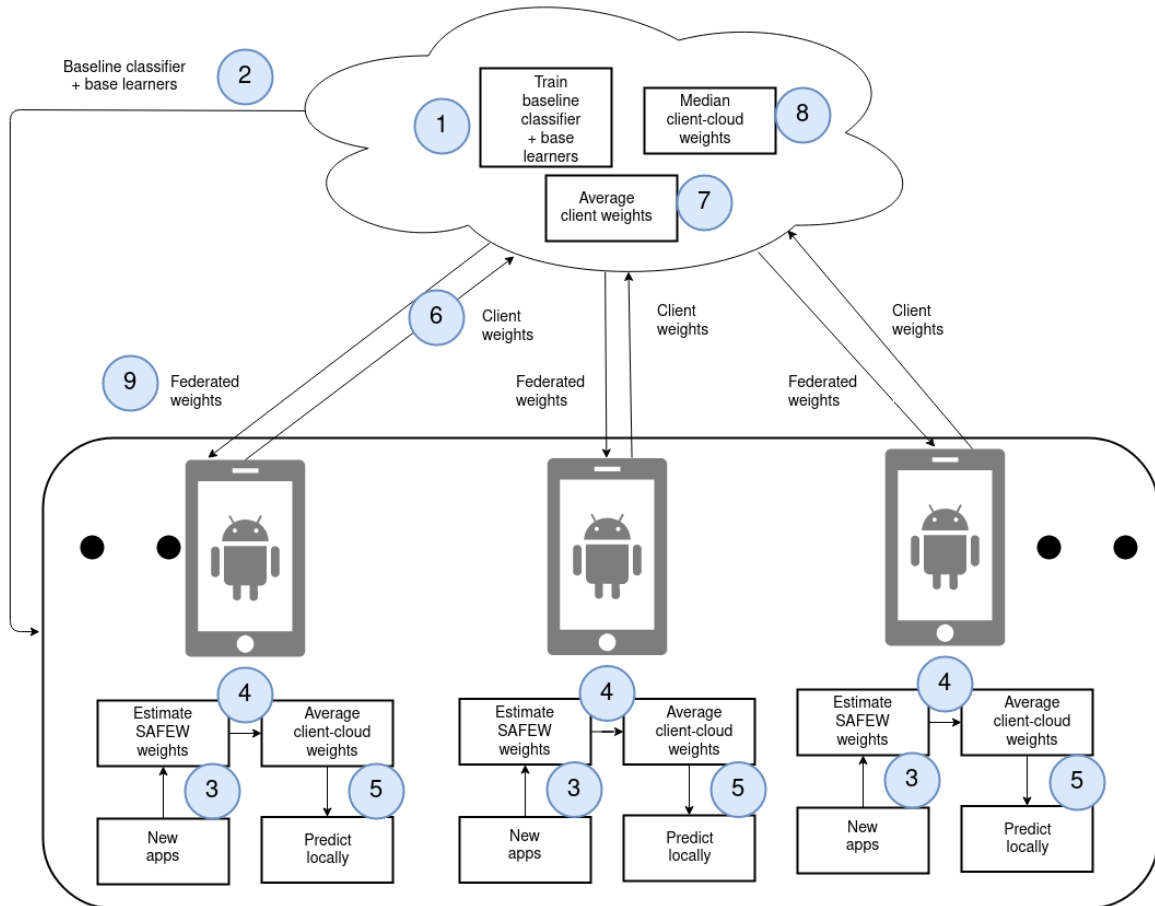 Baseline classifier
+ base learners
2
1
Train
baseline
classifier
+ base
learners
Median
client-cloud
weights
8
Average
client weights
7
6
Client
weights
Client
weights
Client
weights
9
Federated
weights
Federated
weights
Federated
weights
4
Estimate
SAFEW
weights
Average
client-cloud
weights
3
5
New
apps
Predict
locally
4
Estimate
SAFEW
weights
Average
client-cloud
weights
3
5
New
apps
Predict
locally
4
Estimate
SAFEW
weights
Average
client-cloud
weights
3
5
New
apps
Predict
locally